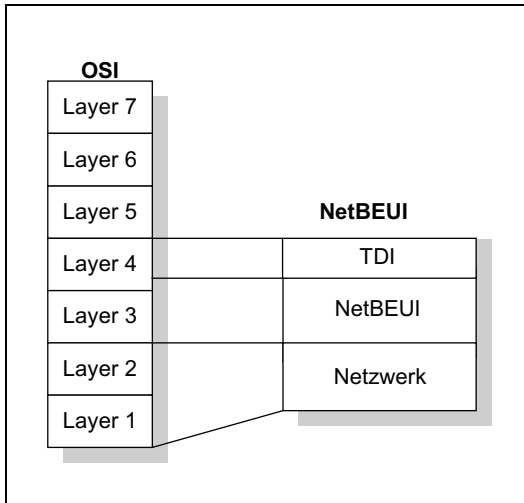 OSI
Layer 7
Layer 6
Layer 5
Layer 4
Layer 3
Layer 2
Layer 1
NetBEUI
TDI
NetBEUI
Netzwerk